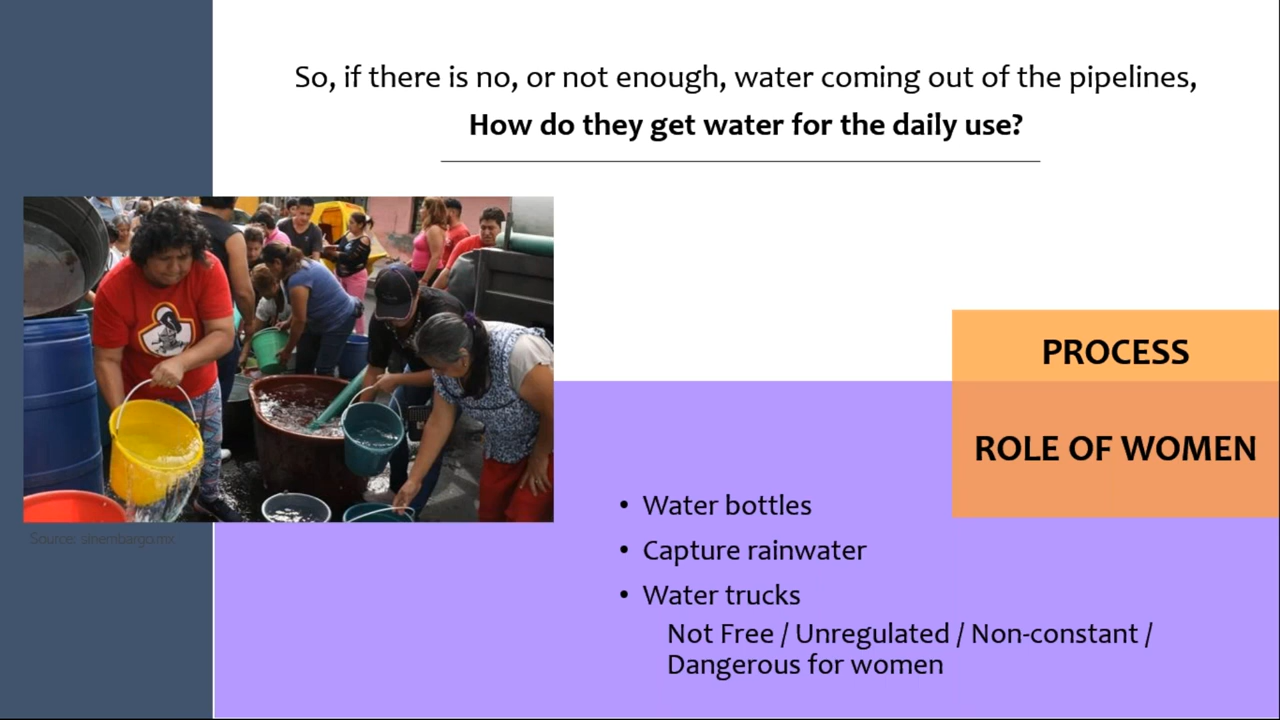 So, if there is no, or not enough, water coming out of the pipelines,
How do they get water for the daily use?
PROCESS
ROLE OF WOMEN
• Water bottles
• Capture rainwater
• Water trucks
Not Free / Unregulated / Non-constant /
Dangerous for women
Source: sinembargo.mx